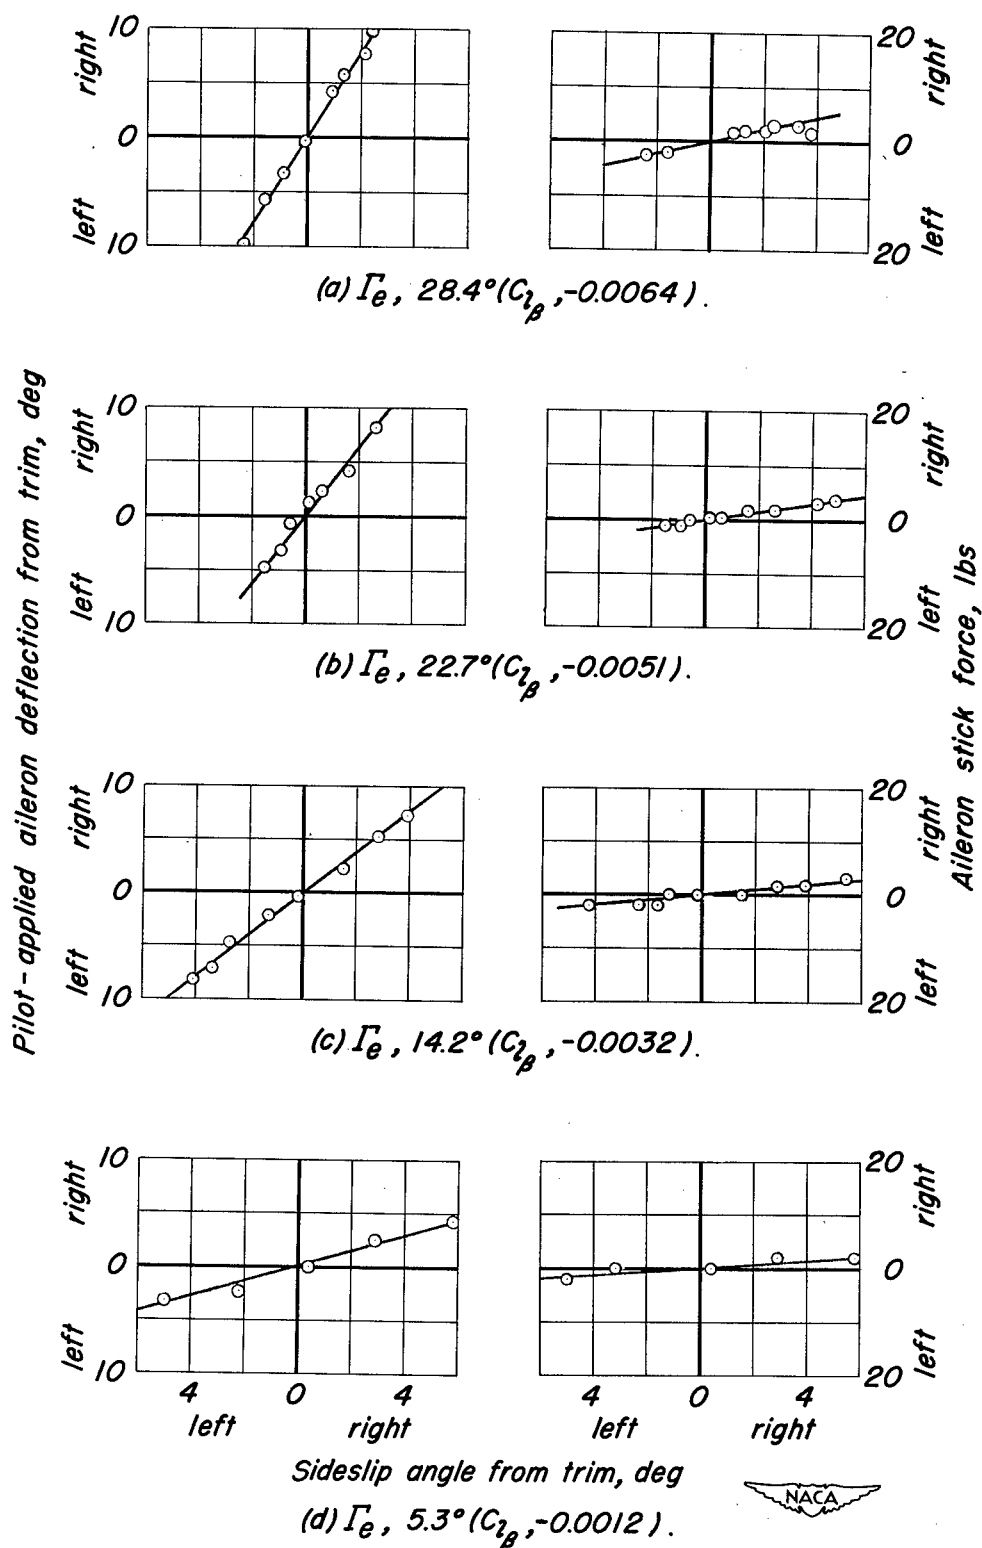 Pilot-applied aileron deflection from trim, deg
Aileron stick force, lbs
10
right
0
left
10
20
right
0
left
20
(a) Γe, 28.4°(Clβ, -0.0064).
10
right
0
left
10
20
right
0
left
20
(b) Γe, 22.7°(Clβ, -0.0051).
10
right
0
left
10
20
right
0
left
20
(c) Γe, 14.2°(Clβ, -0.0032).
10
right
0
left
10
20
right
0
left
20
4 0 4
left right
4 0 4
left right
Sideslip angle from trim, deg
NACA
(d) Γe, 5.3°(Clβ, -0.0012).